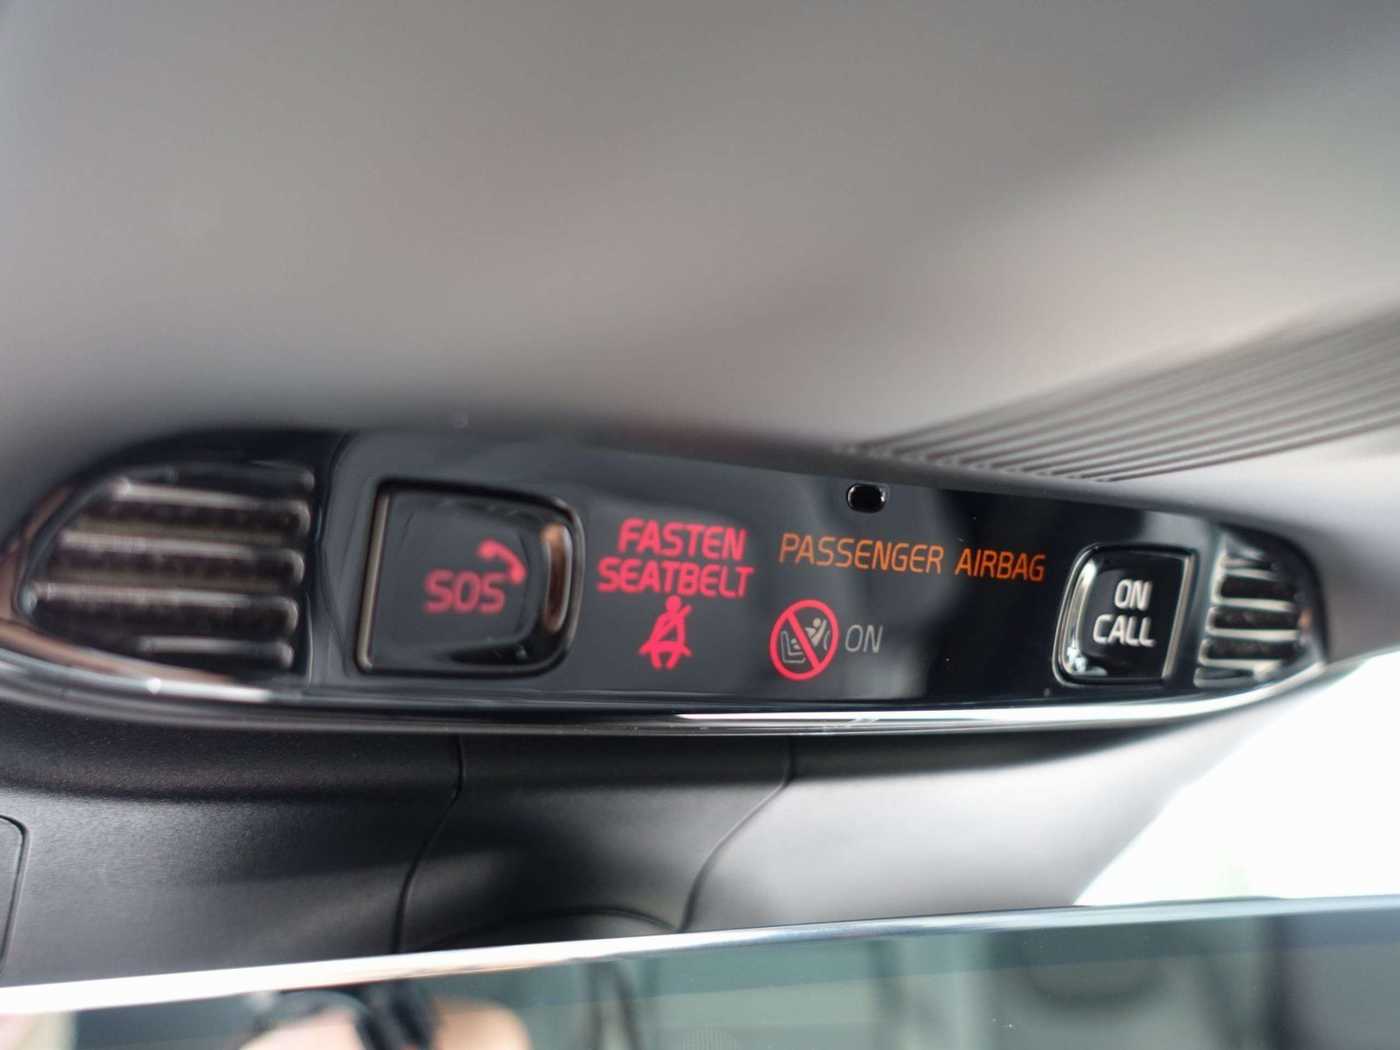 SOS
FASTEN
SEATBELT
PASSENGER AIRBAG
ON
ON
CALL